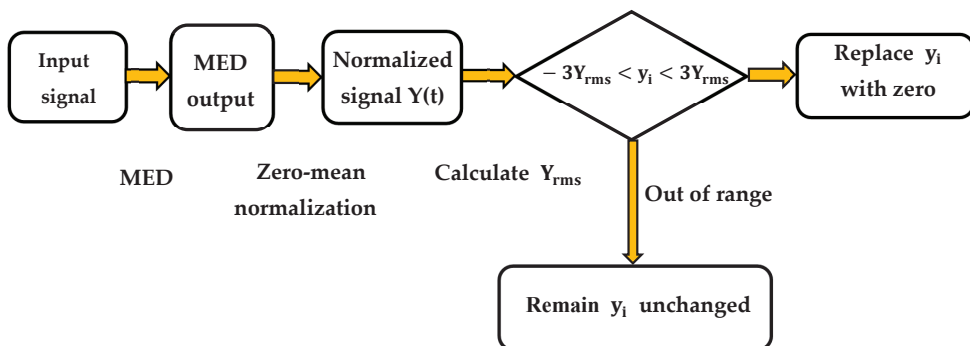 Input
signal
MED
output
Normalized
signal Y(t)
− 3Yrms < yi < 3Yrms
Replace yi
with zero
MED
Zero-mean
normalization
Calculate Yrms
Out of range
Remain yi unchanged